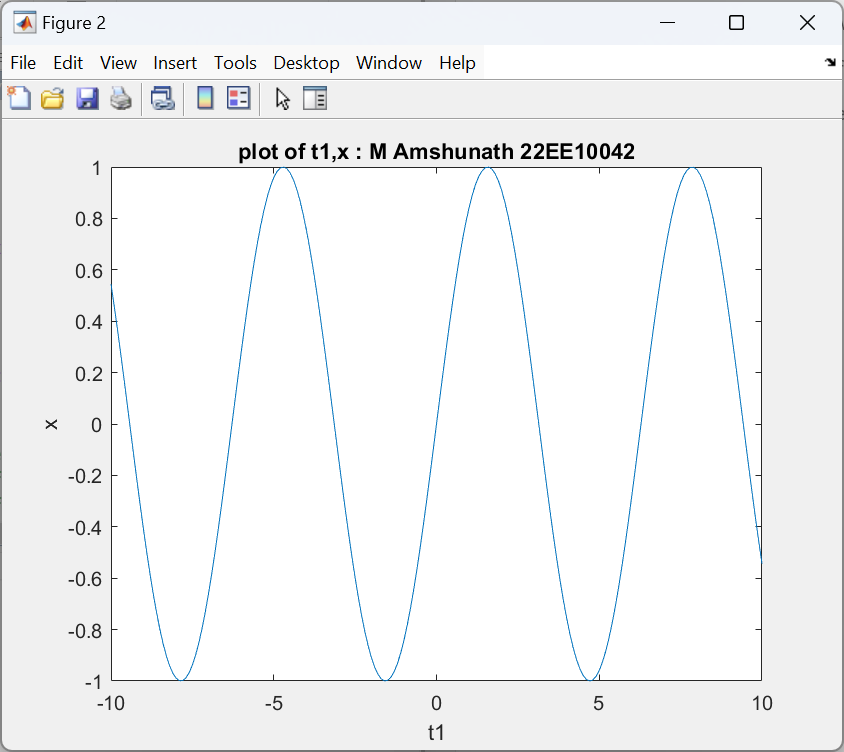 Figure 2
File Edit View Insert Tools Desktop Window Help
plot of t1,x : M Amshunath 22EE10042
1
0.8
0.6
0.4
0.2
0
-0.2
-0.4
-0.6
-0.8
-1
x
-10 -5 0 5 10
t1